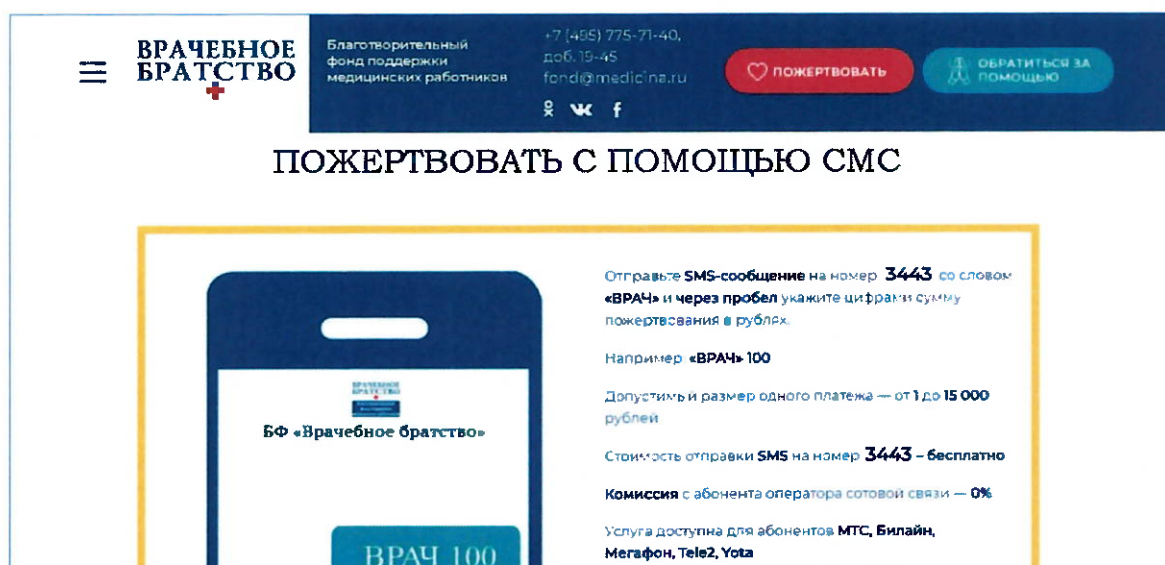 ВРАЧЕБНОЕ
БРАТСТВО
Благотворительный
фонд поддержки
медицинских работников
+7 (495) 775-71-40,
доб. 19-45
fond@medicina.ru
ПОЖЕРТВОВАТЬ
ОБРАТИТЬСЯ ЗА
ПОМОЩЬЮ
ПОЖЕРТВОВАТЬ С ПОМОЩЬЮ СМС
ВРАЧЕБНОЕ
БРАТСТВО
БФ «Врачебное братство»
ВРАЧ 100
Отправьте SMS-сообщение на номер 3443 со словом
«ВРАЧ» и через пробел укажите цифрами сумму
пожертвования в рублях.
Например «ВРАЧ» 100
Допустимый размер одного платежа — от 1 до 15 000
рублей
Стоимость отправки SMS на номер 3443 – бесплатно
Комиссия с абонента оператора сотовой связи — 0%
Услуга доступна для абонентов МТС, Билайн,
Мегафон, Tele2, Yota